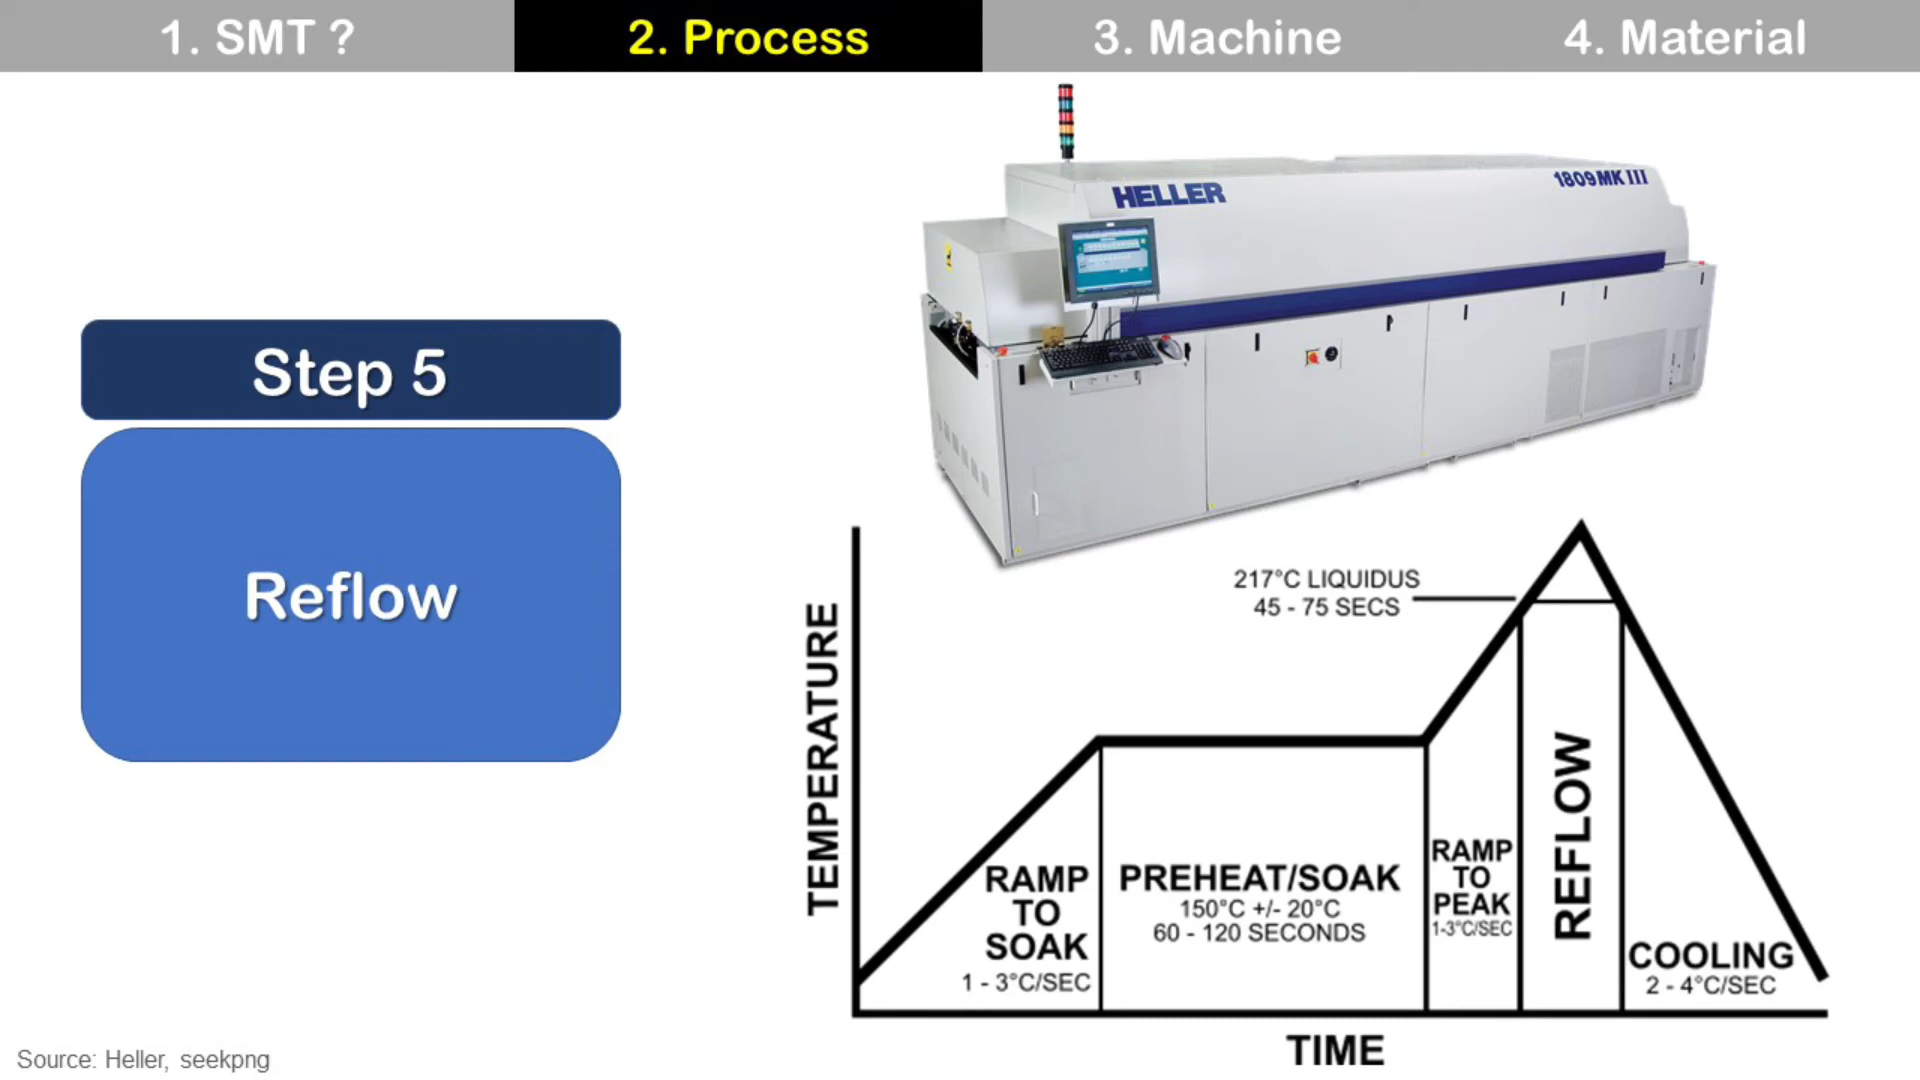 1. SMT ?
2. Process
3. Machine
4. Material
HELLER
1809 MK III
Step 5
Reflow
217°C LIQUIDUS
45 - 75 SECS
TEMPERATURE
RAMP
TO
SOAK
1 - 3°C/SEC
PREHEAT/SOAK
150°C +/- 20°C
60 - 120 SECONDS
RAMP
TO
PEAK
1-3°C/SEC
REFLOW
COOLING
2 - 4°C/SEC
TIME
Source: Heller, seekpng